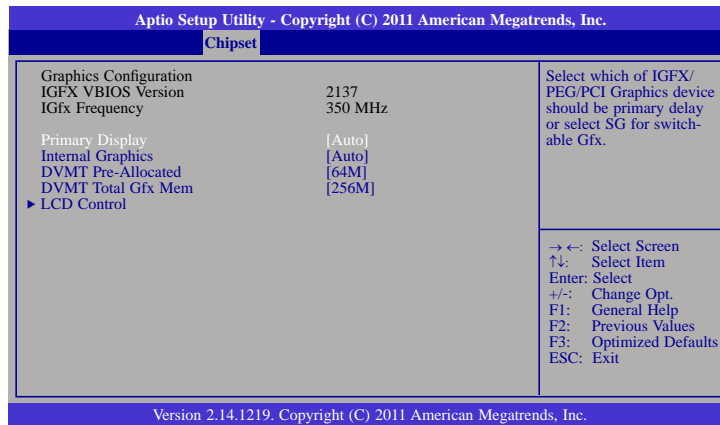 Aptio Setup Utility - Copyright (C) 2011 American Megatrends, Inc.
Chipset
Graphics Configuration
IGFX VBIOS Version 2137
IGfx Frequency 350 MHz
Primary Display [Auto]
Internal Graphics [Auto]
DVMT Pre-Allocated [64M]
DVMT Total Gfx Mem [256M]
▶ LCD Control
Select which of IGFX/
PEG/PCI Graphics device
should be primary delay
or select SG for switch-
able Gfx.
→ ←: Select Screen
↑↓: Select Item
Enter: Select
+/-: Change Opt.
F1: General Help
F2: Previous Values
F3: Optimized Defaults
ESC: Exit
Version 2.14.1219. Copyright (C) 2011 American Megatrends, Inc.